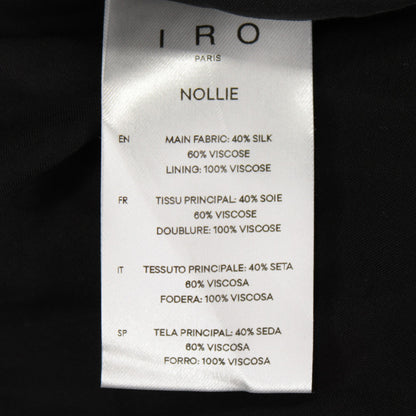 IRO
PARIS
NOLLIE
EN MAIN FABRIC: 40% SILK
60% VISCOSE
LINING: 100% VISCOSE
FR TISSU PRINCIPAL: 40% SOIE
60% VISCOSE
DOUBLURE: 100% VISCOSE
IT TESSUTO PRINCIPALE: 40% SETA
60% VISCOSA
FODERA: 100% VISCOSA
SP TELA PRINCIPAL: 40% SEDA
60% VISCOSA
FORRO: 100% VISCOSA